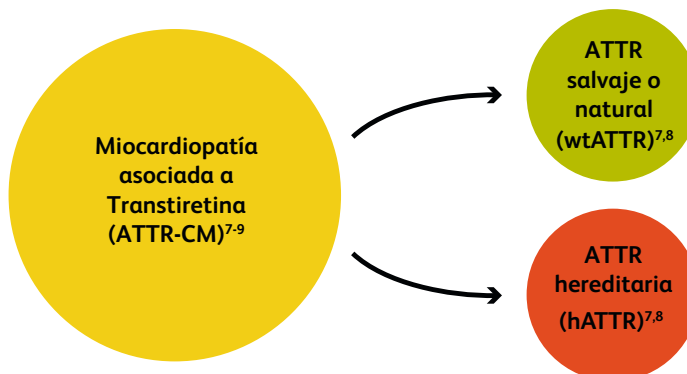 Miocardiopatía
asociada a
Transtiretina
(ATTR-CM)⁷⁻⁹
ATTR
salvaje o
natural
(wtATTR)⁷,⁸
ATTR
hereditaria
(hATTR)⁷,⁸